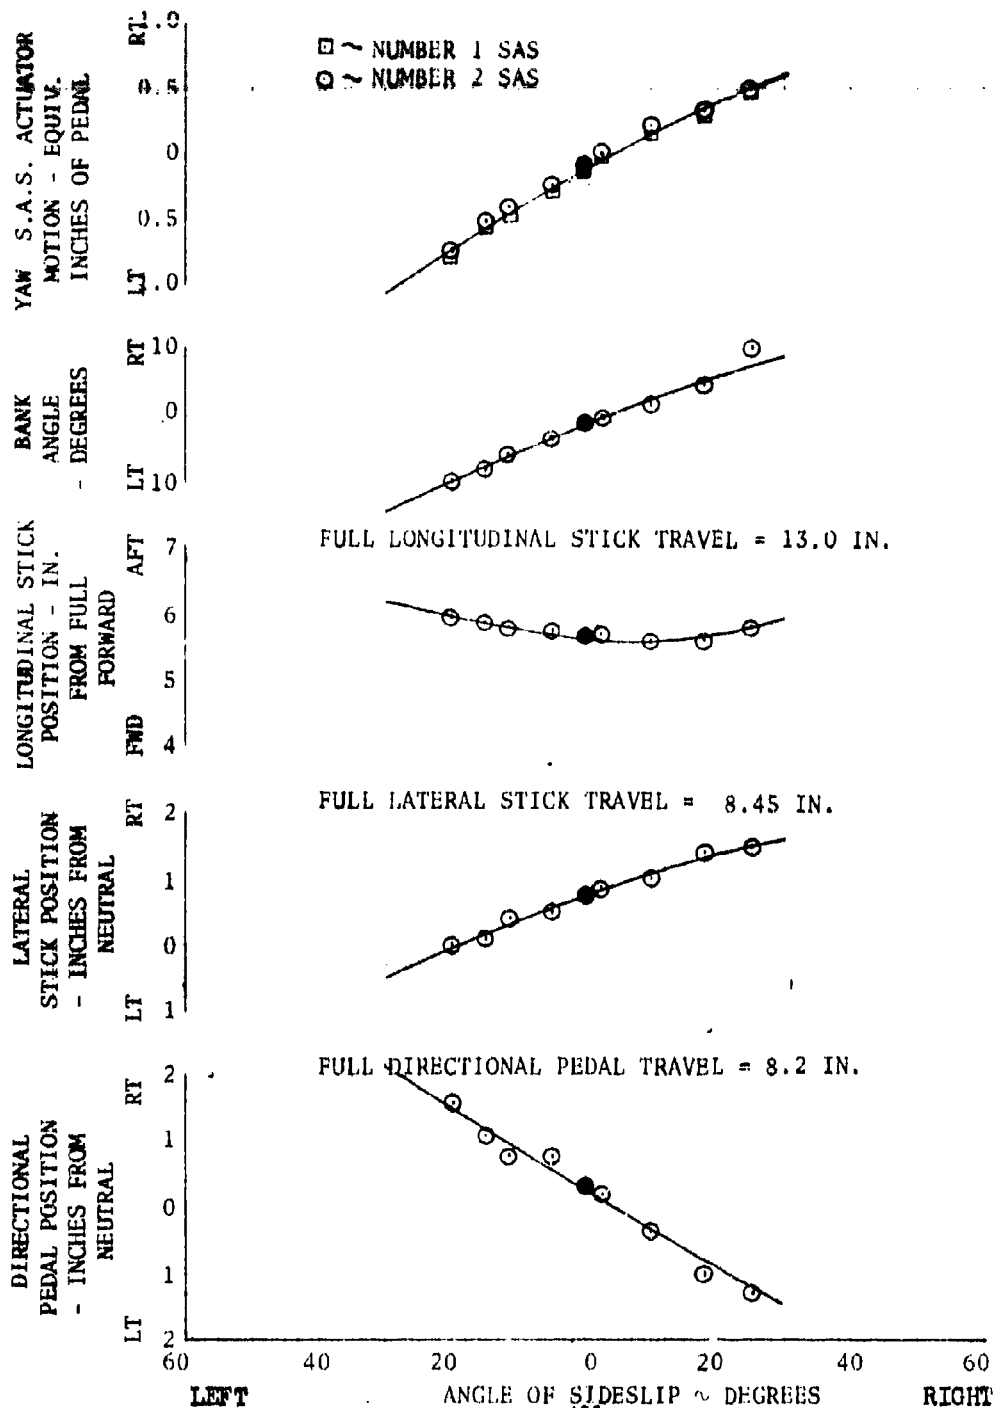 YAW S.A.S. ACTUATOR
MOTION - EQUIV.
INCHES OF PEDAL
RT
LT
1.0
0.5
0
0.5
1.0
~ NUMBER 1 SAS
~ NUMBER 2 SAS
BANK
ANGLE
- DEGREES
RT
LT
10
0
10
LONGITUDINAL STICK
POSITION - IN.
FROM FULL
FORWARD
AFT
FWD
7
6
5
4
FULL LONGITUDINAL STICK TRAVEL = 13.0 IN.
LATERAL
STICK POSITION
- INCHES FROM
NEUTRAL
RT
LT
2
1
0
1
FULL LATERAL STICK TRAVEL = 8.45 IN.
DIRECTIONAL
PEDAL POSITION
- INCHES FROM
NEUTRAL
RT
LT
2
1
0
1
2
FULL DIRECTIONAL PEDAL TRAVEL = 8.2 IN.
60 40 20 0 20 40 60
LEFT ANGLE OF SIDESLIP ~ DEGREES RIGHT